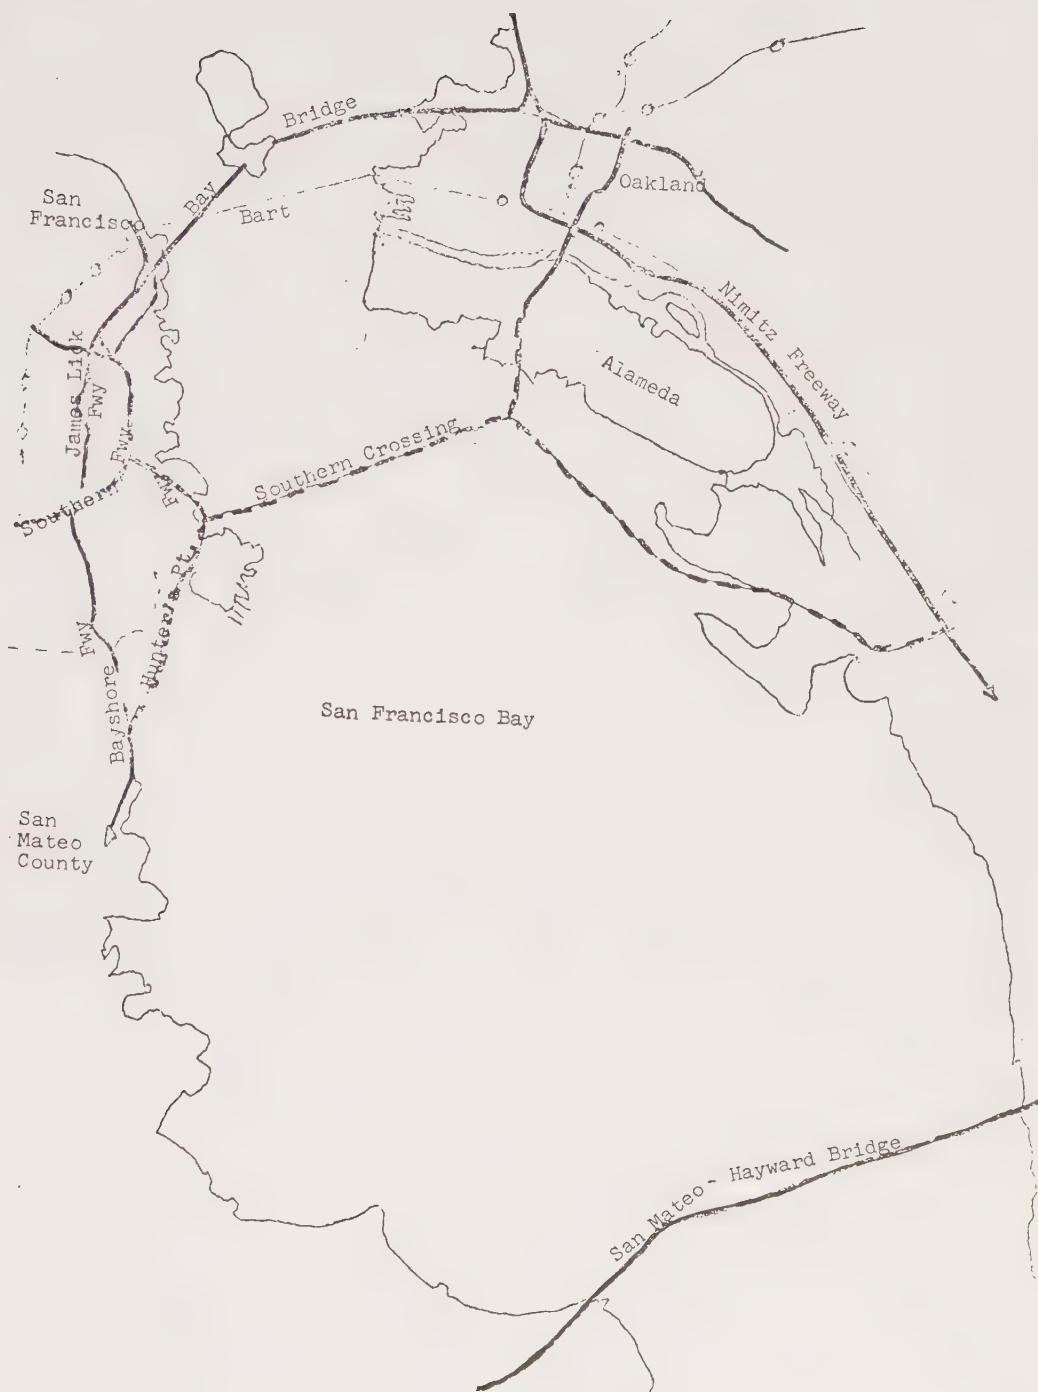 Bay
Bridge
San
Francisco
Bart
Oakland
Nimitz Freeway
James Lick
Fwy
Alameda
Southern
Fwy
Fwy
Southern Crossing
Hunter's Pt.
Bayshore
Fwy
San Francisco Bay
San
Mateo
County
San Mateo - Hayward Bridge